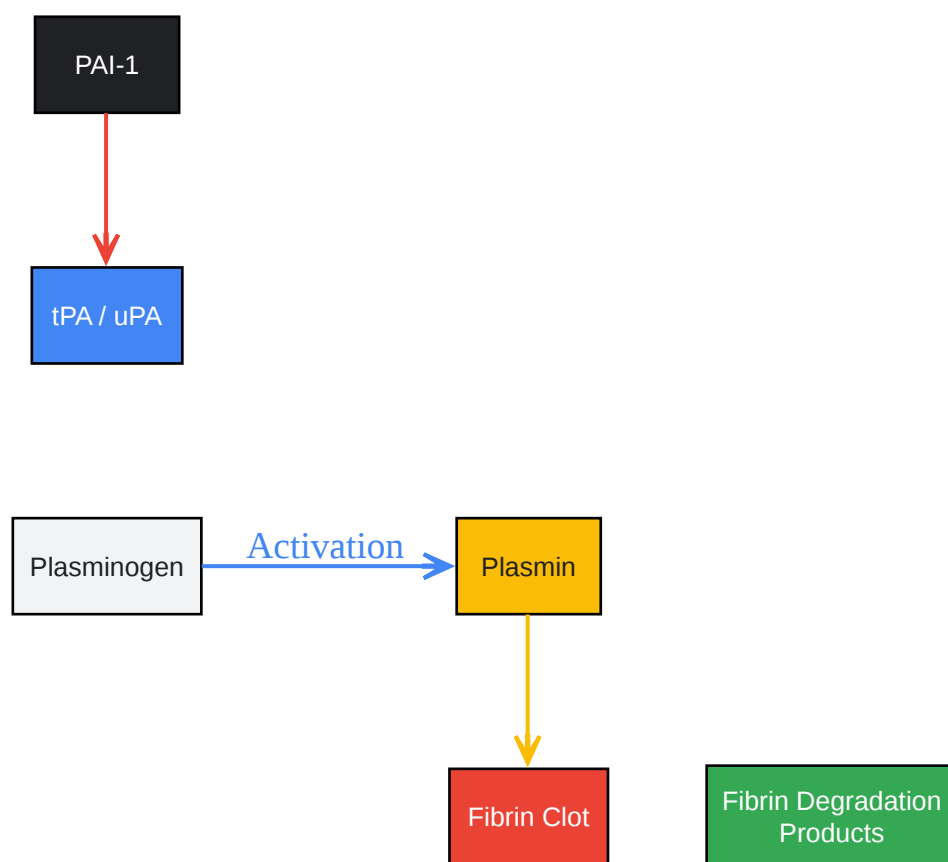 PAI-1
tPA / uPA
Activation
Plasminogen
Plasmin
Fibrin Clot
Fibrin Degradation
Products